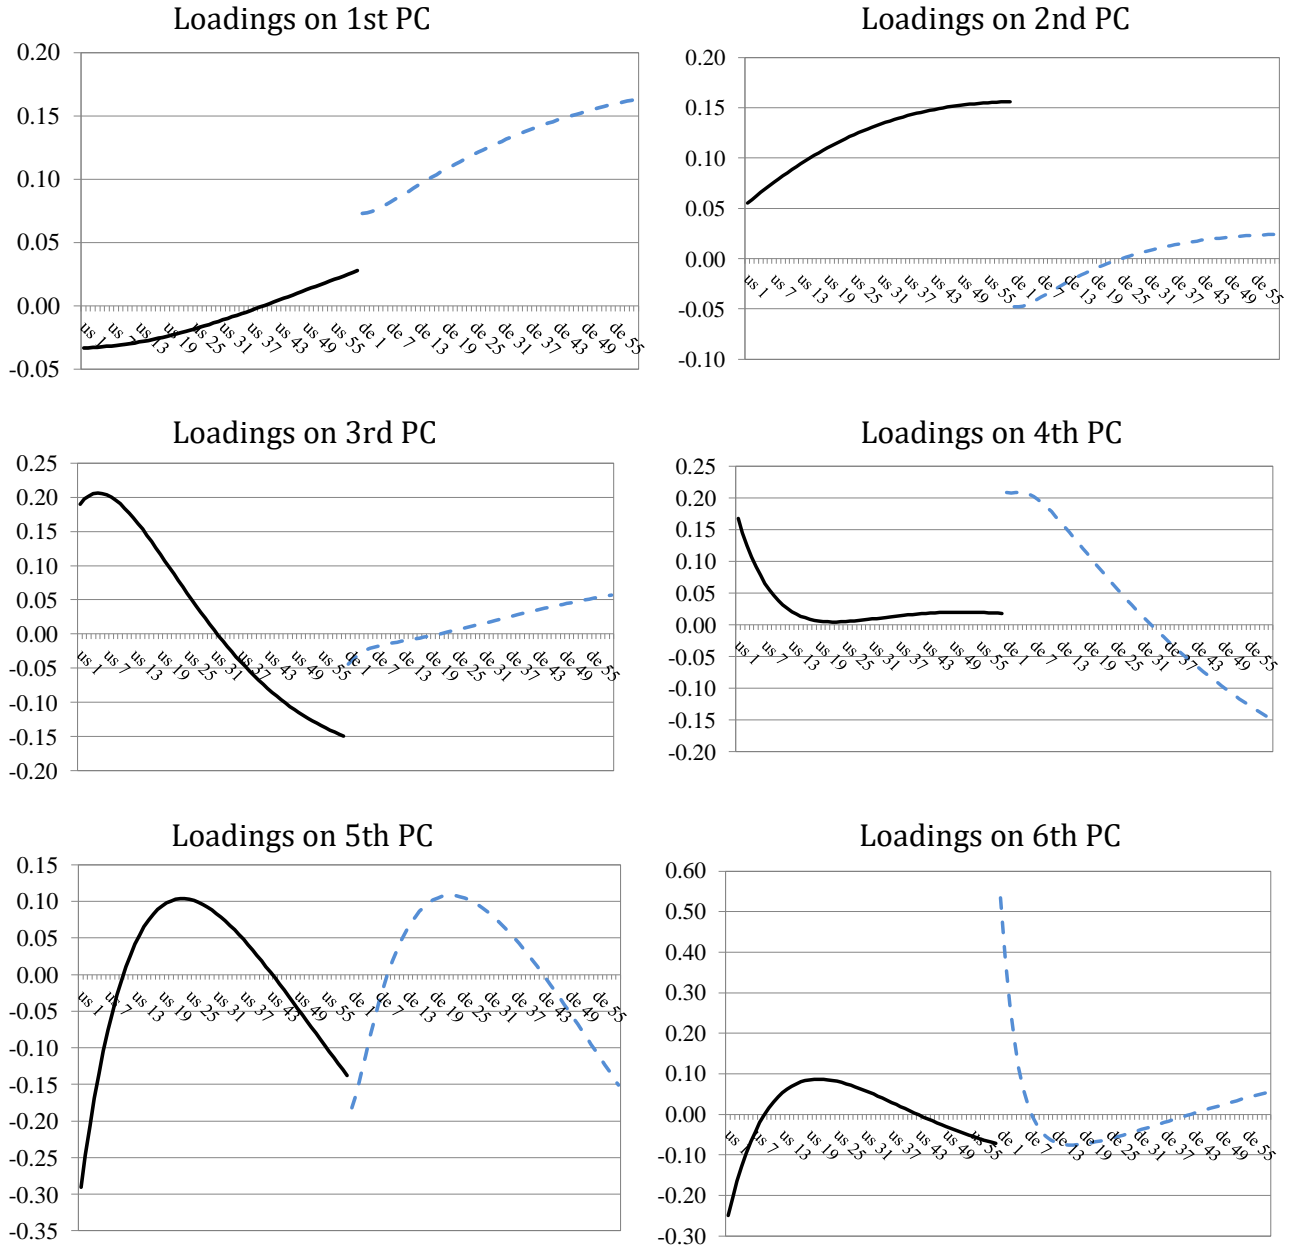 Loadings on 1st PC
0.20
0.15
0.10
0.05
0.00
-0.05
us 1
us 7
us 13
us 19
us 25
us 31
us 37
us 43
us 49
us 55
de 1
de 7
de 13
de 19
de 25
de 31
de 37
de 43
de 49
de 55
Loadings on 2nd PC
0.20
0.15
0.10
0.05
0.00
-0.05
-0.10
us 1
us 7
us 13
us 19
us 25
us 31
us 37
us 43
us 49
us 55
de 1
de 7
de 13
de 19
de 25
de 31
de 37
de 43
de 49
de 55
Loadings on 3rd PC
0.25
0.20
0.15
0.10
0.05
0.00
-0.05
-0.10
-0.15
-0.20
us 1
us 7
us 13
us 19
us 25
us 31
us 37
us 43
us 49
us 55
de 1
de 7
de 13
de 19
de 25
de 31
de 37
de 43
de 49
de 55
Loadings on 4th PC
0.25
0.20
0.15
0.10
0.05
0.00
-0.05
-0.10
-0.15
-0.20
us 1
us 7
us 13
us 19
us 25
us 31
us 37
us 43
us 49
us 55
de 1
de 7
de 13
de 19
de 25
de 31
de 37
de 43
de 49
de 55
Loadings on 5th PC
0.15
0.10
0.05
0.00
-0.05
-0.10
-0.15
-0.20
-0.25
-0.30
-0.35
us 1
us 7
us 13
us 19
us 25
us 31
us 37
us 43
us 49
us 55
de 1
de 7
de 13
de 19
de 25
de 31
de 37
de 43
de 49
de 55
Loadings on 6th PC
0.60
0.50
0.40
0.30
0.20
0.10
0.00
-0.10
-0.20
-0.30
us 1
us 7
us 13
us 19
us 25
us 31
us 37
us 43
us 49
us 55
de 1
de 7
de 13
de 19
de 25
de 31
de 37
de 43
de 49
de 55